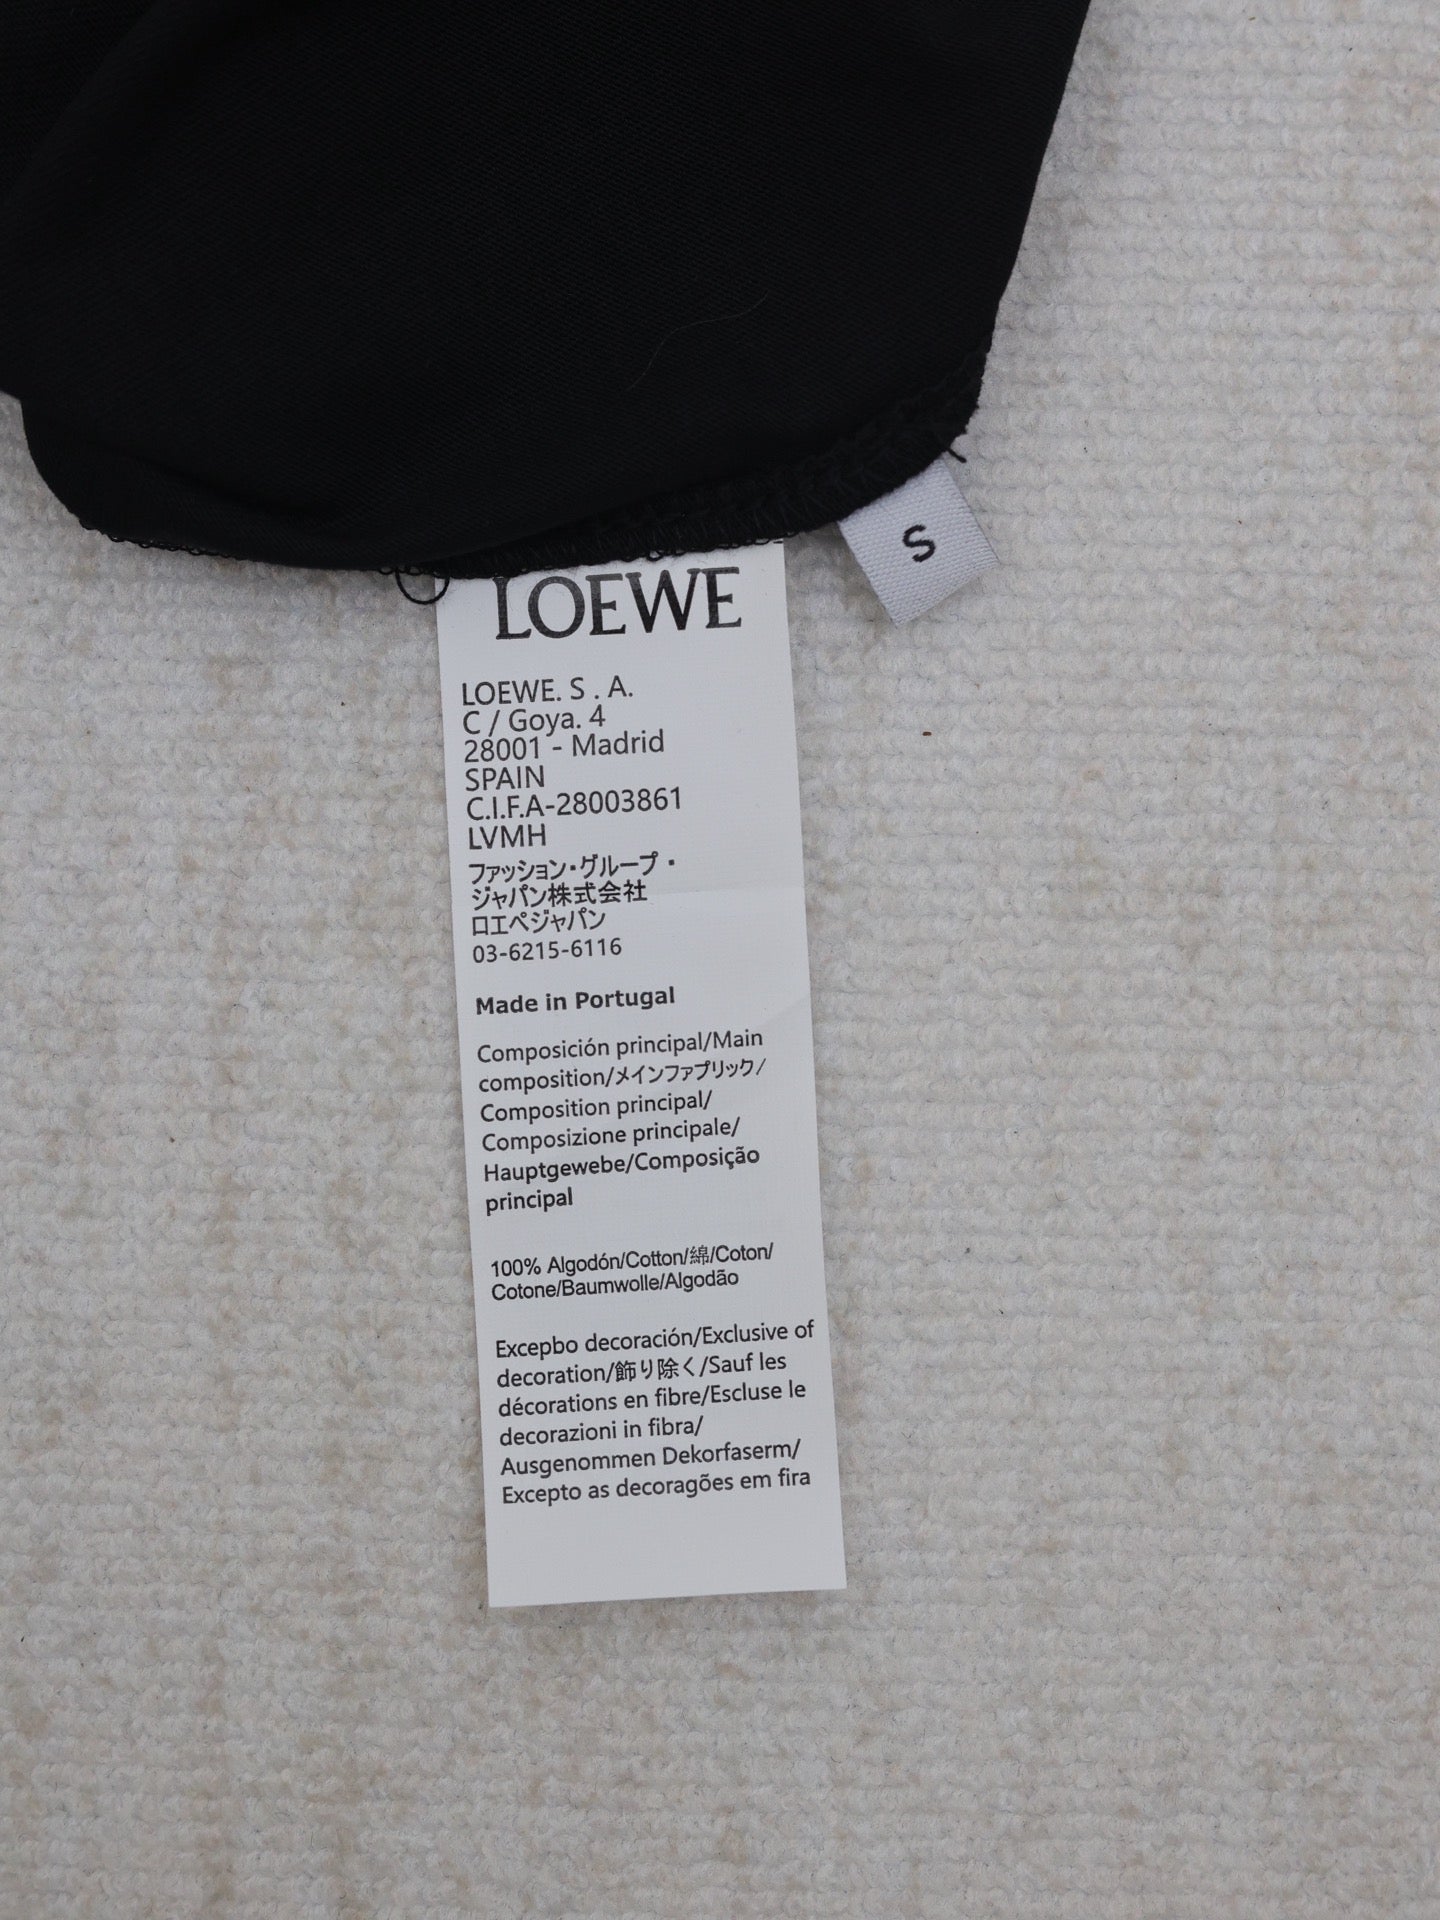 S
LOEWE
LOEWE. S . A.
C / Goya. 4
28001 - Madrid
SPAIN
C.I.F.A-28003861
LVMH
ファッション・グループ・
ジャパン株式会社
口エペジャパン
03-6215-6116
Made in Portugal
Composición principal/Main
composition/メインファブリック/
Composition principal/
Composizione principale/
Hauptgewebe/Composição
principal
100% Algodón/Cotton/綿/Coton/
Cotone/Baumwolle/Algodão
Excepbo decoración/Exclusive of
decoration/飾り除く/Sauf les
décorations en fibre/Escluse le
decorazioni in fibra/
Ausgenommen Dekorfaserm/
Excepto as decoragões em fira